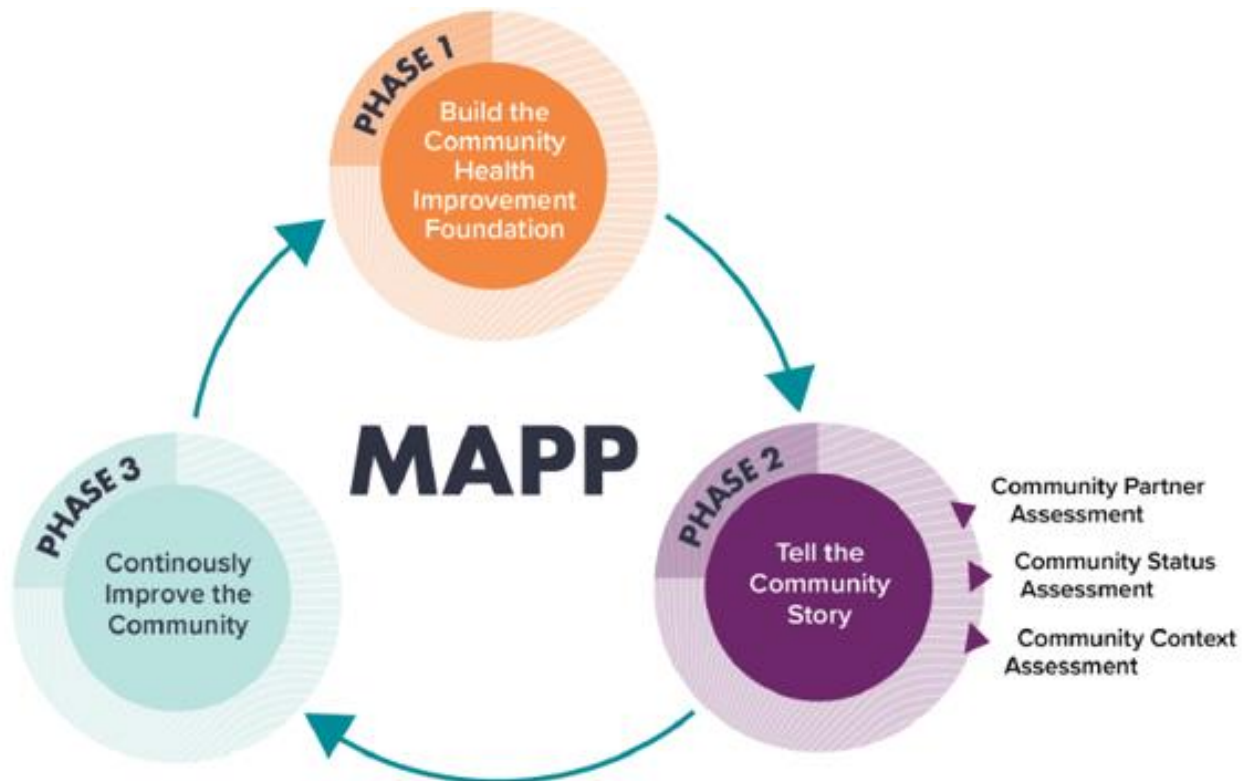 PHASE 1
Build the
Community
Health
Improvement
Foundation
MAPP
PHASE 2
Tell the
Community
Story
Community Partner
Assessment
Community Status
Assessment
Community Context
Assessment
PHASE 3
Continously
Improve the
Community